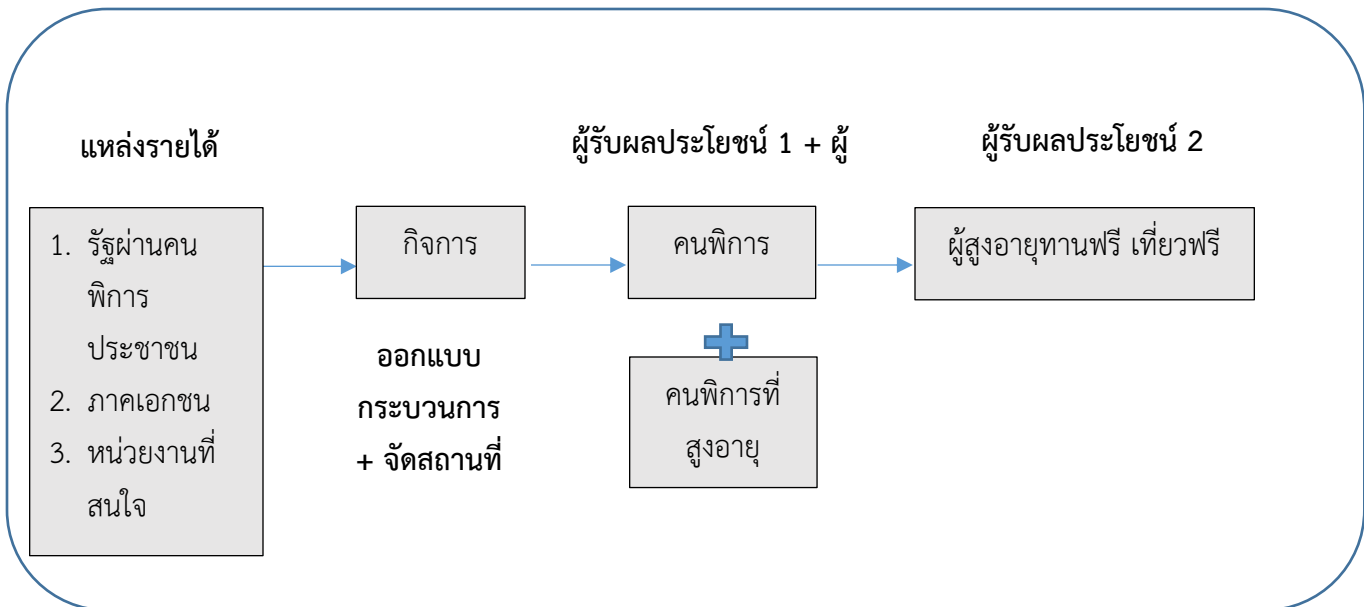 แหล่งรายได้
ผู้รับผลประโยชน์ 1 + ผู้
ผู้รับผลประโยชน์ 2
1. รัฐผ่านคน
พิการ
ประชาชน
2. ภาคเอกชน
3. หน่วยงานที่
สนใจ
กิจการ
ออกแบบ
กระบวนการ
+ จัดสถานที่
คนพิการ
คนพิการที่
สูงอายุ
ผู้สูงอายุทานฟรี เที่ยวฟรี